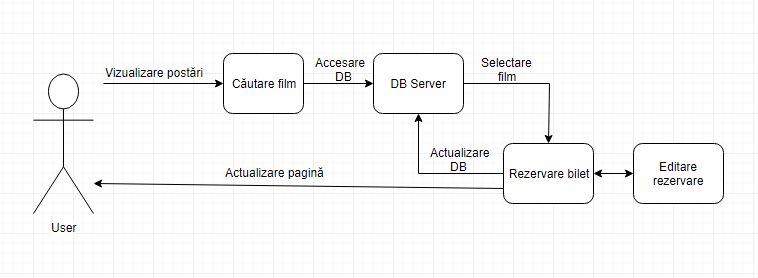 Vizualizare postări
Căutare film
Accesare
DB
DB Server
Selectare
film
Actualizare
DB
Rezervare bilet
Editare
rezervare
Actualizare pagină
User